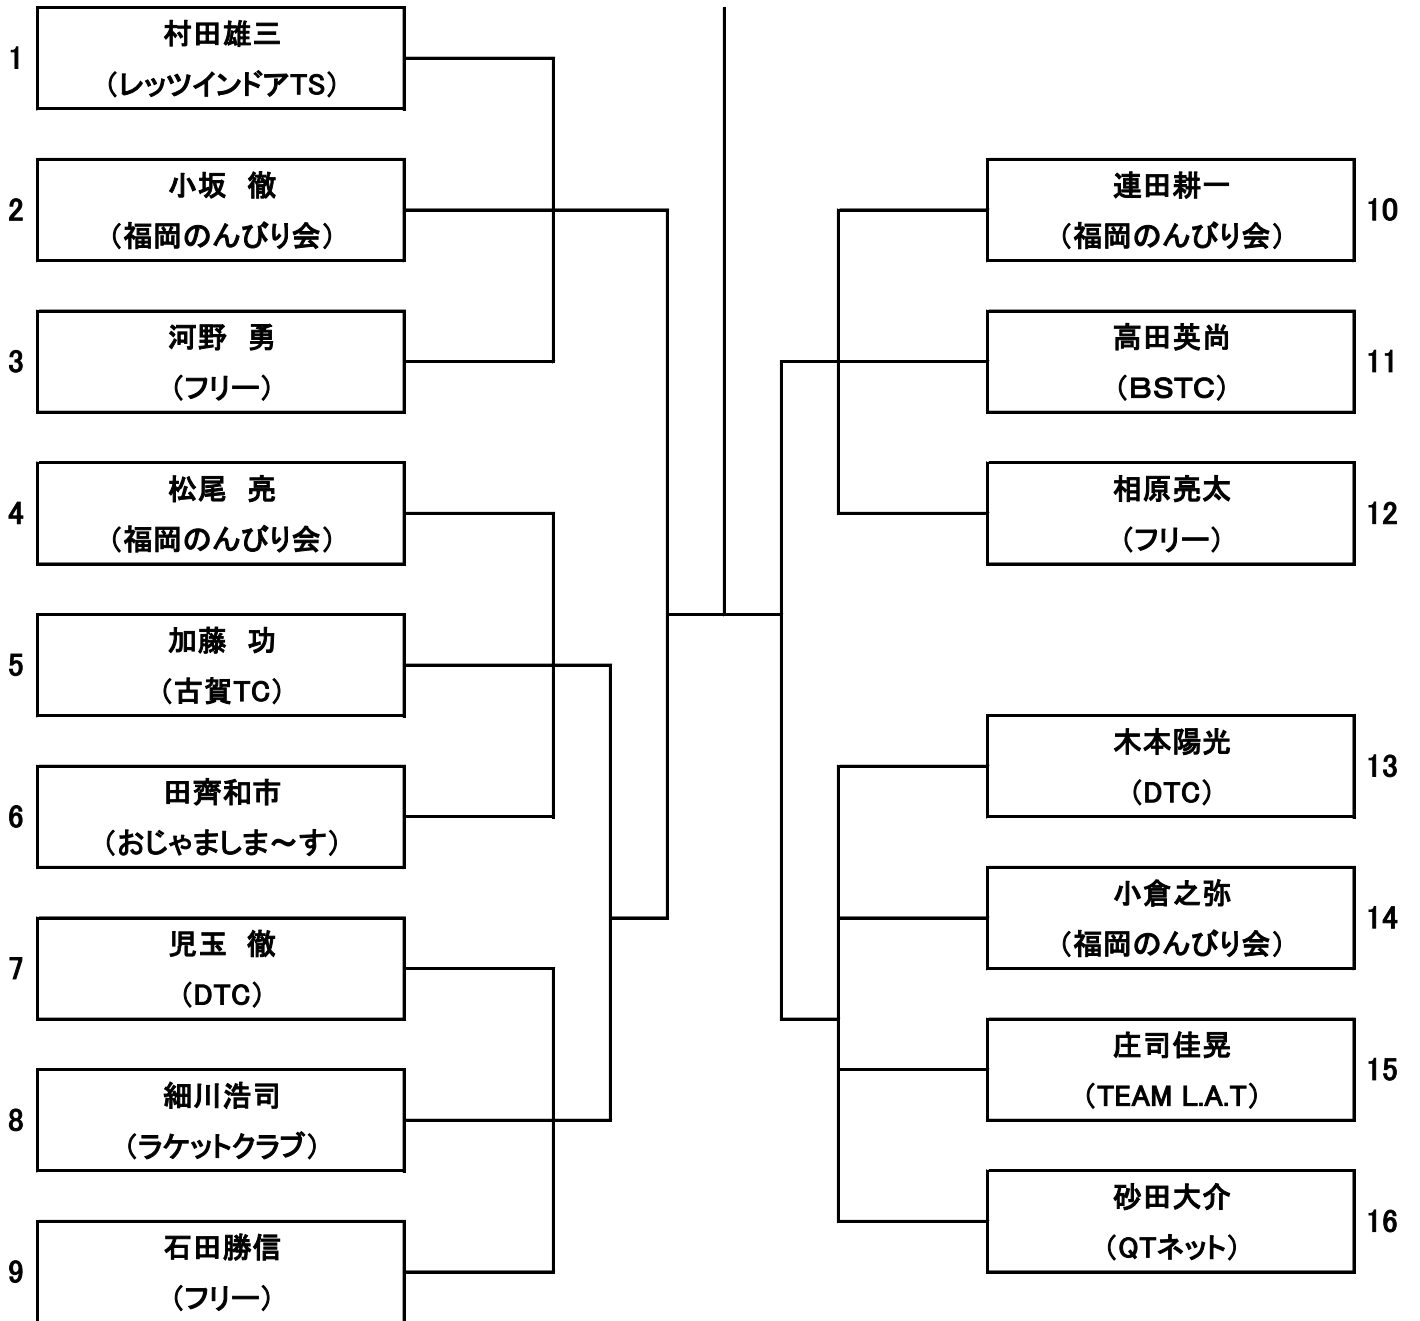 1
村田雄三
（レッツインドアTS）
2
小坂　徹
（福岡のんびり会）
3
河野　勇
（フリー）
4
松尾　亮
（福岡のんびり会）
5
加藤　功
（古賀TC）
6
田齊和市
（おじゃましま～す）
7
児玉　徹
（DTC）
8
細川浩司
（ラケットクラブ）
9
石田勝信
（フリー）
連田耕一
（福岡のんびり会）
10
高田英尚
（ＢＳＴＣ）
11
相原亮太
（フリー）
12
木本陽光
（DTC）
13
小倉之弥
（福岡のんびり会）
14
庄司佳晃
（TEAM L.A.T）
15
砂田大介
（QTネット）
16